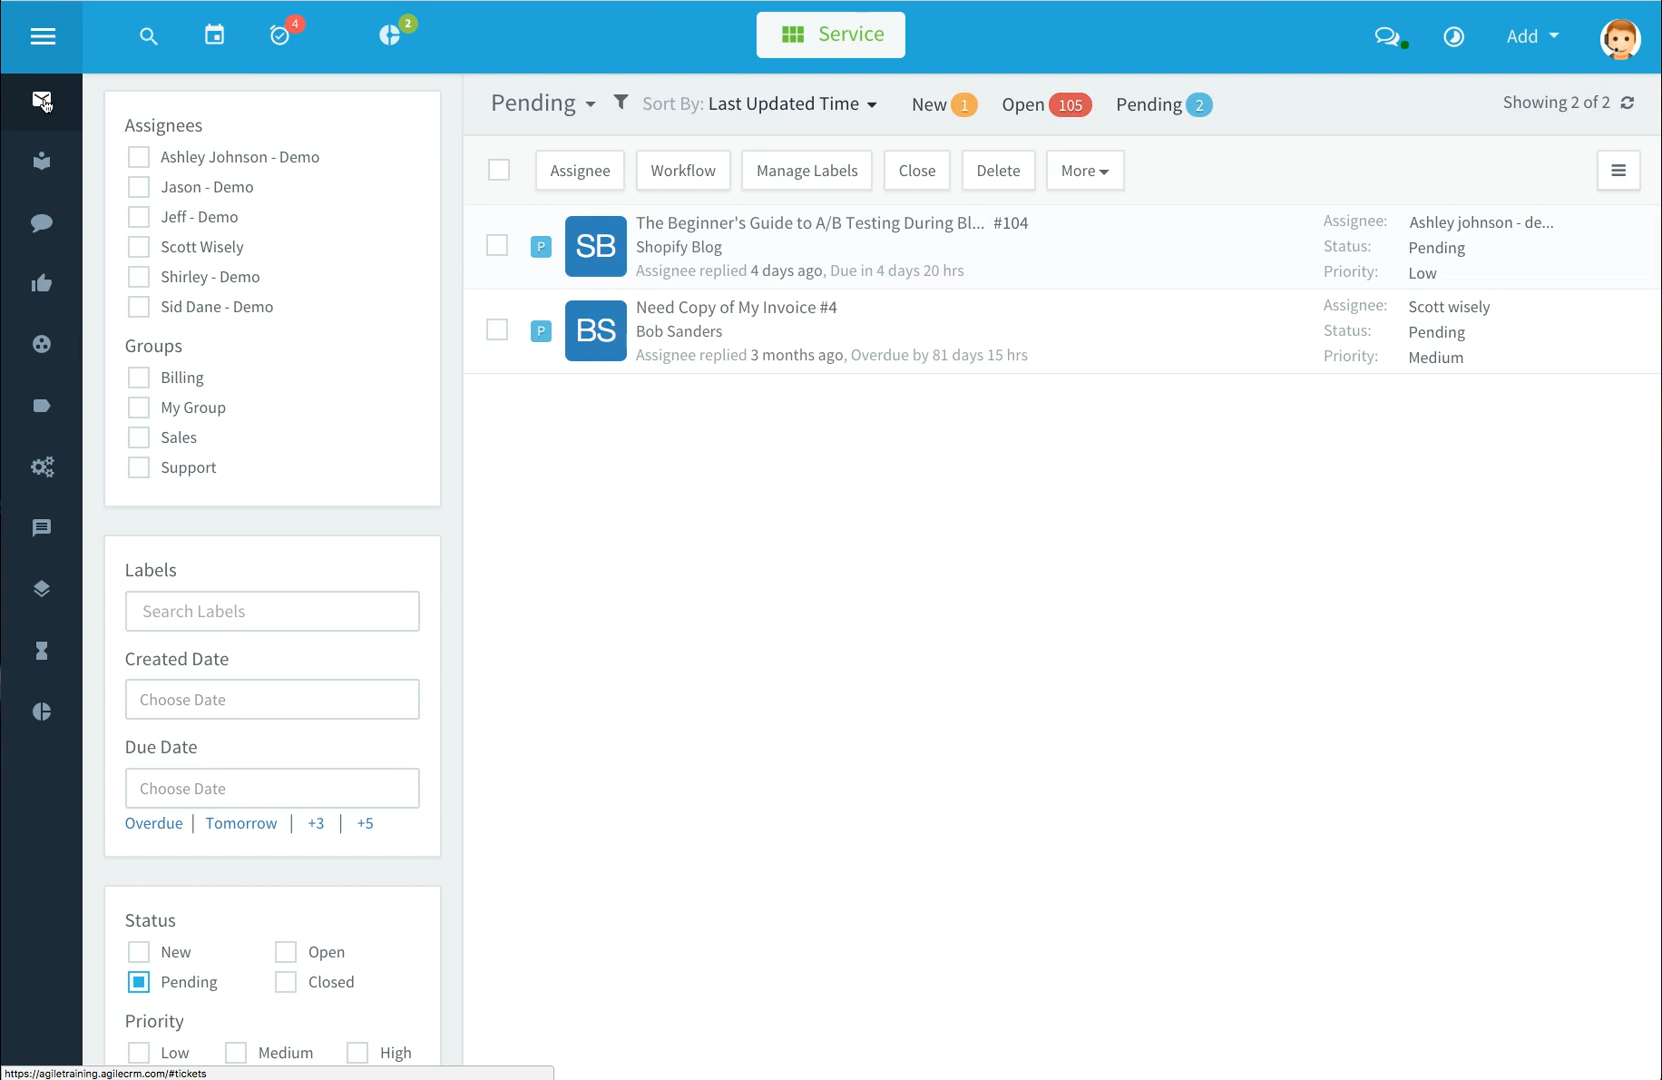 4
2
Service
Add
Assignees
Ashley Johnson - Demo
Jason - Demo
Jeff - Demo
Scott Wisely
Shirley - Demo
Sid Dane - Demo
Groups
Billing
My Group
Sales
Support
Labels
Search Labels
Created Date
Choose Date
Due Date
Choose Date
Overdue | Tomorrow | +3 | +5
Status
New Open
Pending Closed
Priority
Low Medium High
https://agiletraining.agilecrm.com/#tickets
Pending Sort By: Last Updated Time New 1 Open 105 Pending 2 Showing 2 of 2
Assignee Workflow Manage Labels Close Delete More
P
SB
The Beginner's Guide to A/B Testing During Bl... #104
Shopify Blog
Assignee replied 4 days ago, Due in 4 days 20 hrs
Assignee: Ashley johnson - de...
Status: Pending
Priority: Low
P
BS
Need Copy of My Invoice #4
Bob Sanders
Assignee replied 3 months ago, Overdue by 81 days 15 hrs
Assignee: Scott wisely
Status: Pending
Priority: Medium